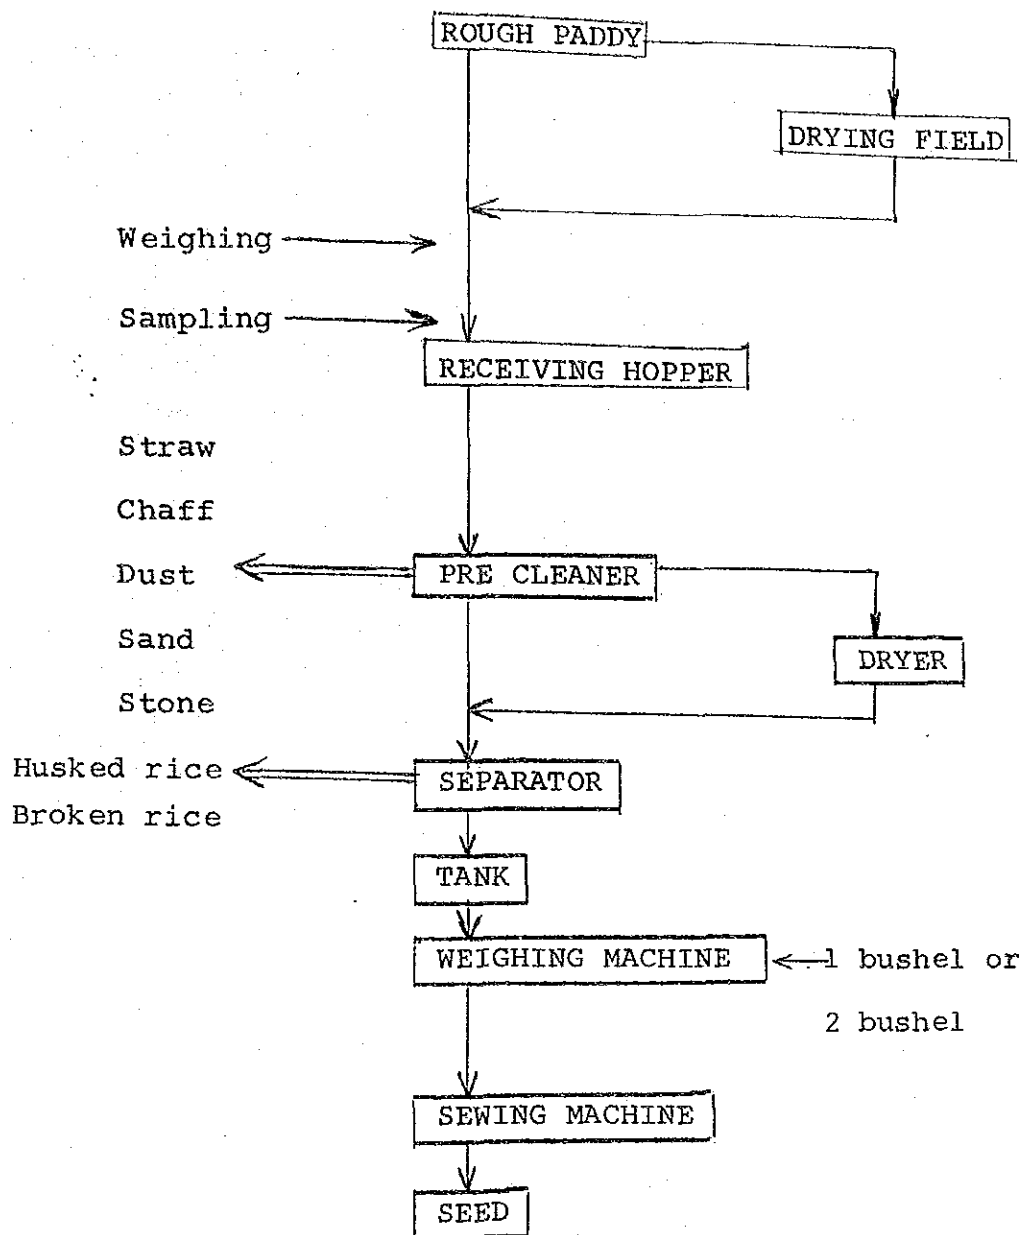 ROUGH PADDY
DRYING FIELD
Weighing
Sampling
RECEIVING HOPPER
Straw
Chaff
Dust
PRE CLEANER
Sand
DRYER
Stone
Husked rice
SEPARATOR
Broken rice
TANK
WEIGHING MACHINE
1 bushel or
2 bushel
SEWING MACHINE
SEED